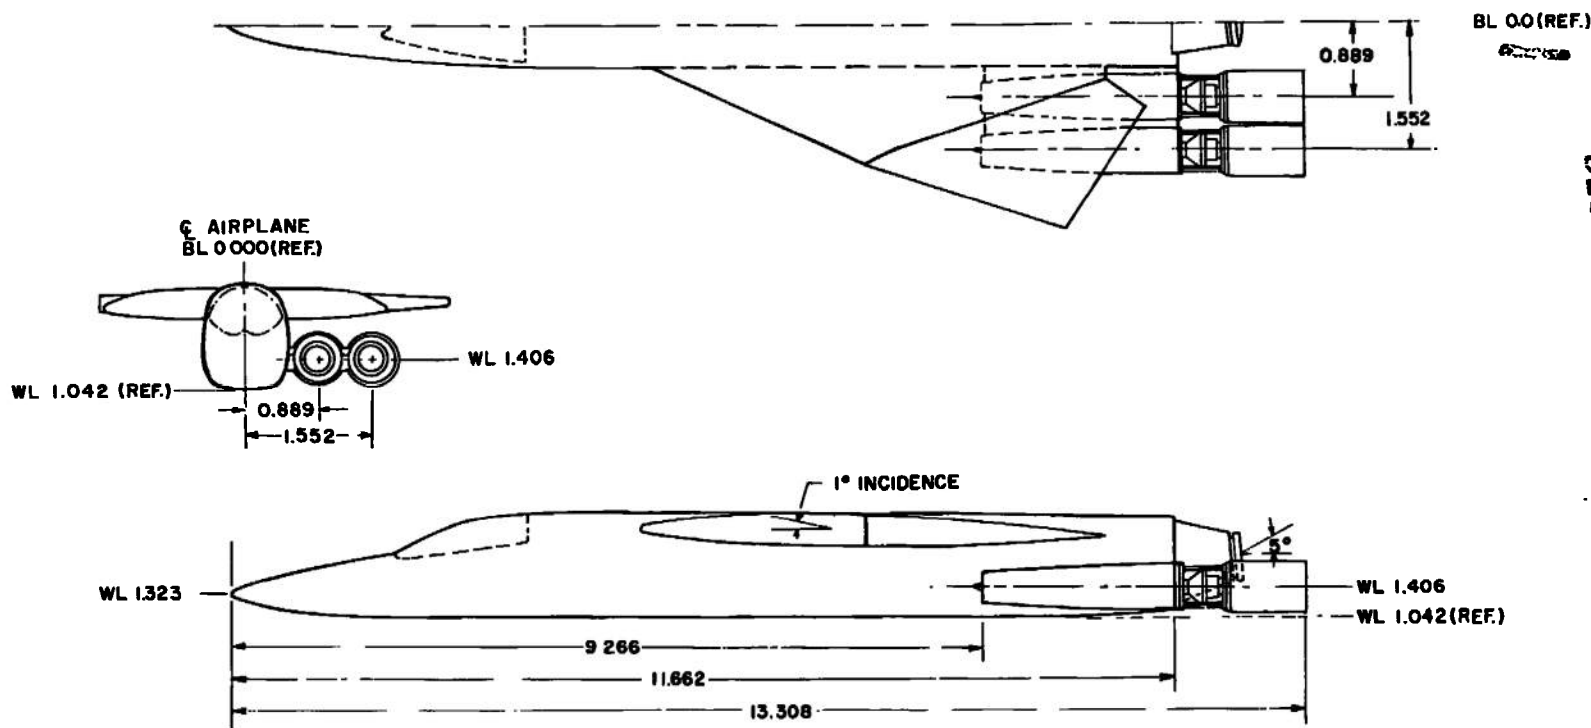 BL 0.0 (REF.)
0.889
1.552
℄ AIRPLANE
BL 0 000 (REF.)
WL 1.406
WL 1.042 (REF.)
0.889
1.552
1° INCIDENCE
5°
WL 1.323
WL 1.406
WL 1.042 (REF.)
9 266
11.662
13.308